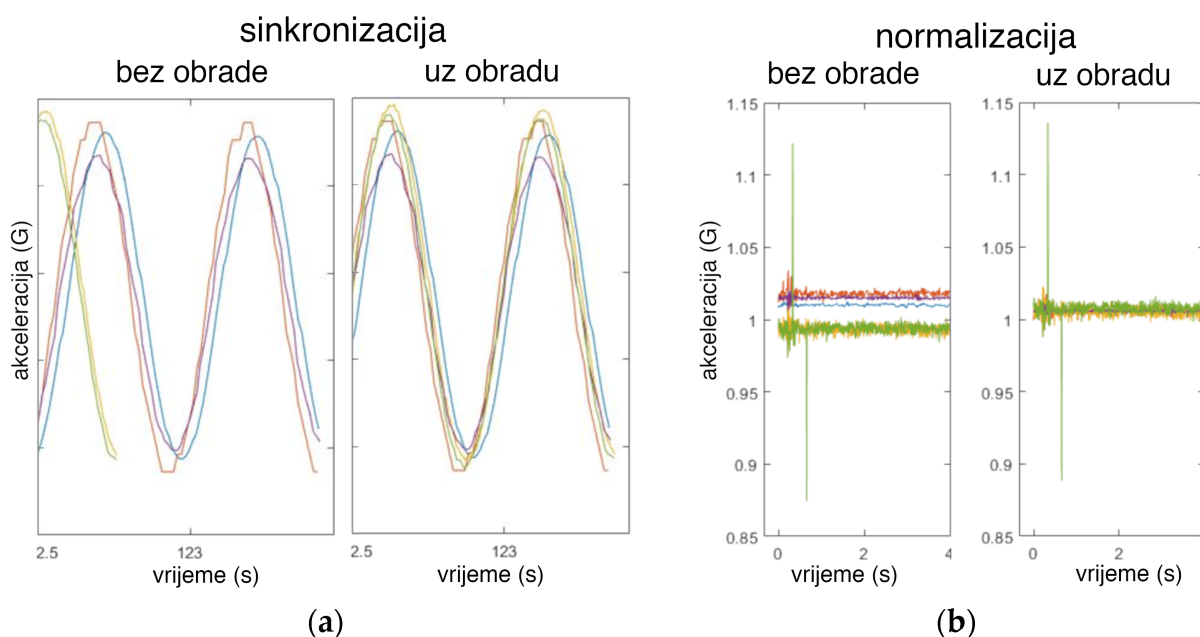 sinkronizacija
bez obrade
uz obradu
akceleracija (G)
2.5
123
vrijeme (s)
2.5
123
vrijeme (s)
(a)
normalizacija
bez obrade
uz obradu
akceleracija (G)
1.15
1.1
1.05
1
0.95
0.9
0.85
0
2
4
vrijeme (s)
1.15
1.1
1.05
1
0.95
0.9
0.85
0
2
vrijeme (s)
(b)